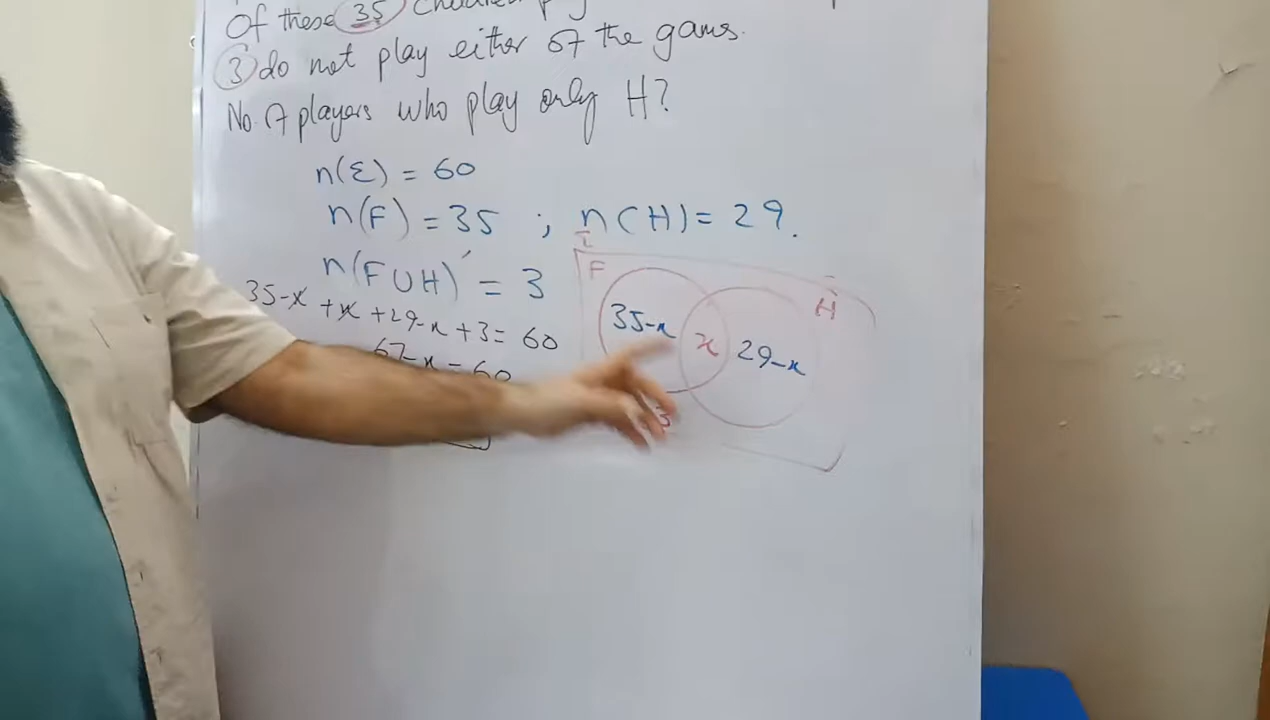 Of these 35 children
3 do not play either of the games.
No. of players who play only H?
n(ε) = 60
n(F) = 35 ; n(H) = 29.
n(F∪H)′ = 3
35-x + x + 29-x + 3 = 60
67-x = 60
F
H
35-x
x
29-x
3